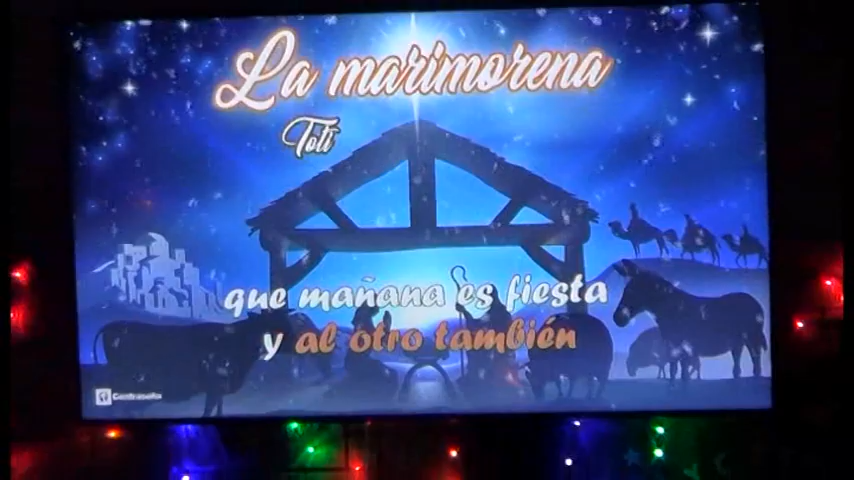 La marimorena
Toti
que mañana es fiesta
y al otro también